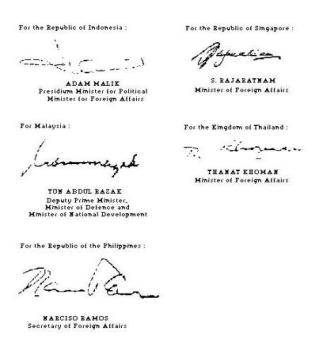 For the Republic of Indonesia :
ADAM MALIK
Presidium Minister for Political
Minister for Foreign Affairs
For the Republic of Singapore :
S. RAJARATNAM
Minister of Foreign Affairs
For Malaysia :
TUN ABDUL RAZAK
Deputy Prime Minister,
Minister of Defence and
Minister of National Development
For the Kingdom of Thailand :
THANAT KHOMAN
Minister of Foreign Affairs
For the Republic of the Philippines :
NARCISO RAMOS
Secretary of Foreign Affairs